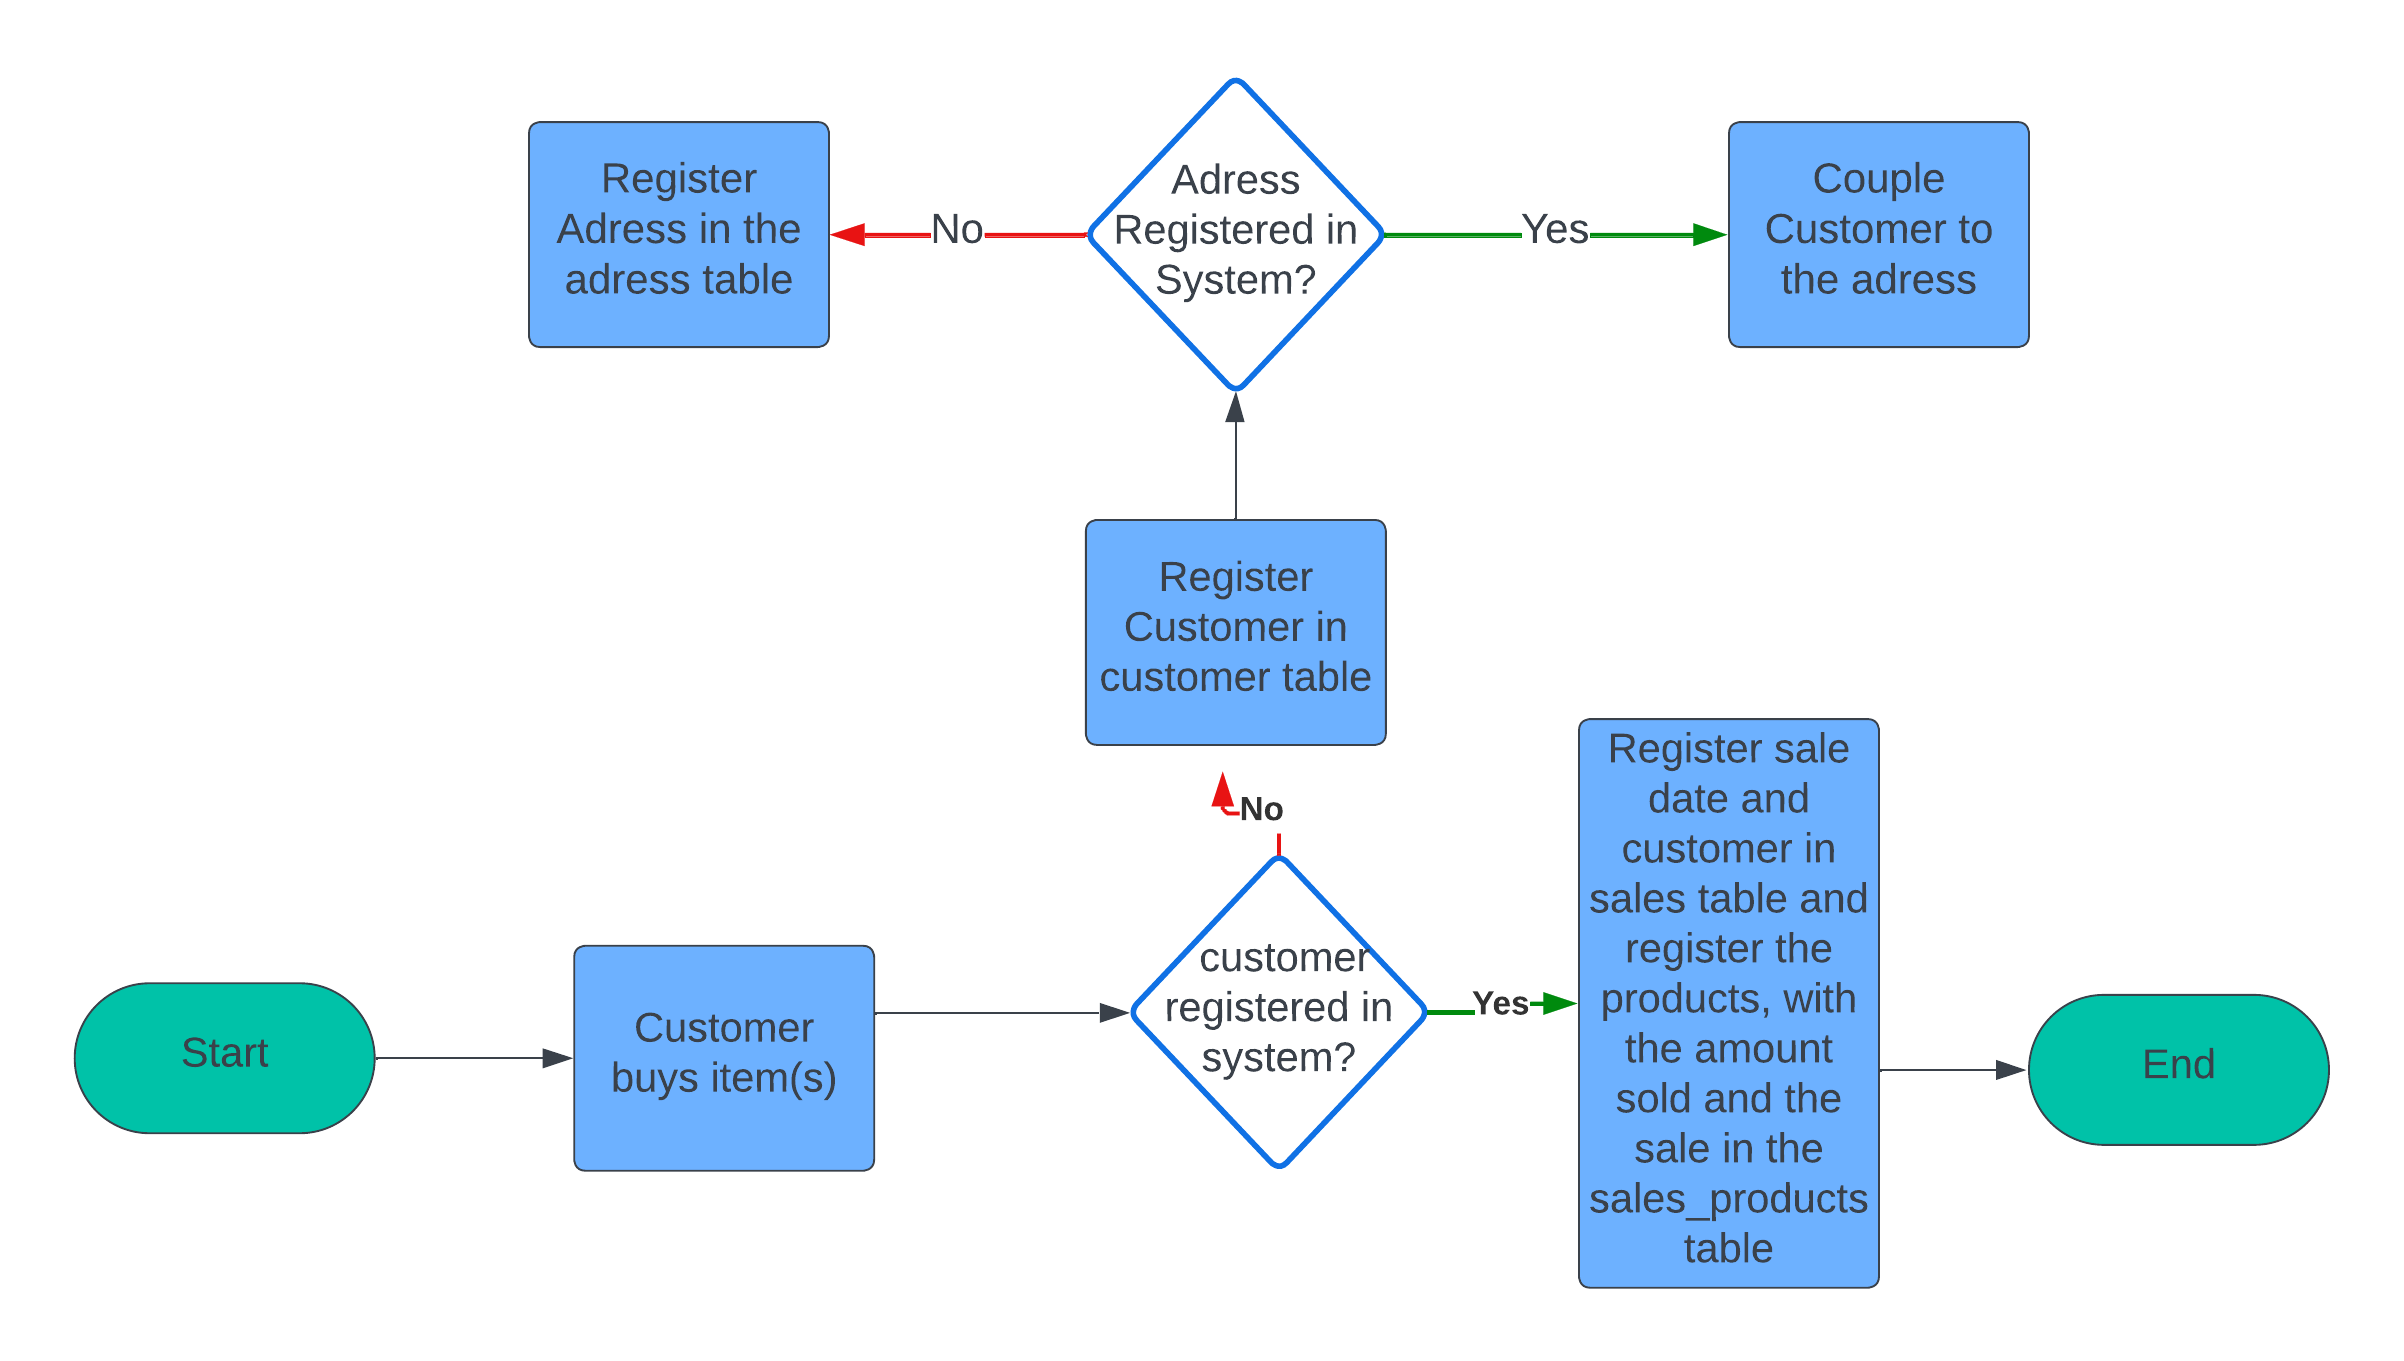 Register
Adress in the
adress table
No
Adress
Registered in
System?
Yes
Couple
Customer to
the adress
Register
Customer in
customer table
No
Start
Customer
buys item(s)
customer
registered in
system?
Yes
Register sale
date and
customer in
sales table and
register the
products, with
the amount
sold and the
sale in the
sales_products
table
End